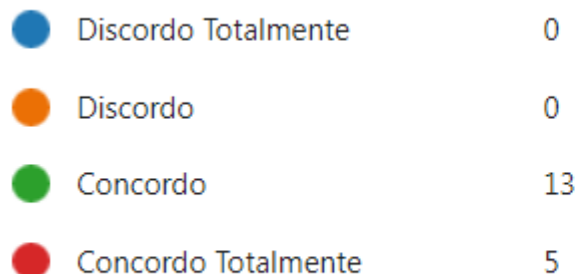 Discordo Totalmente 0
Discordo 0
Concordo 13
Concordo Totalmente 5